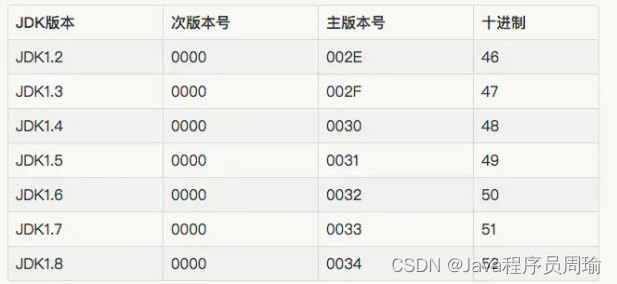 JDK版本 次版本号 主版本号 十进制
JDK1.2 0000 002E 46
JDK1.3 0000 002F 47
JDK1.4 0000 0030 48
JDK1.5 0000 0031 49
JDK1.6 0000 0032 50
JDK1.7 0000 0033 51
JDK1.8 0000 0034 52
CSDN @Java程序员周瑜